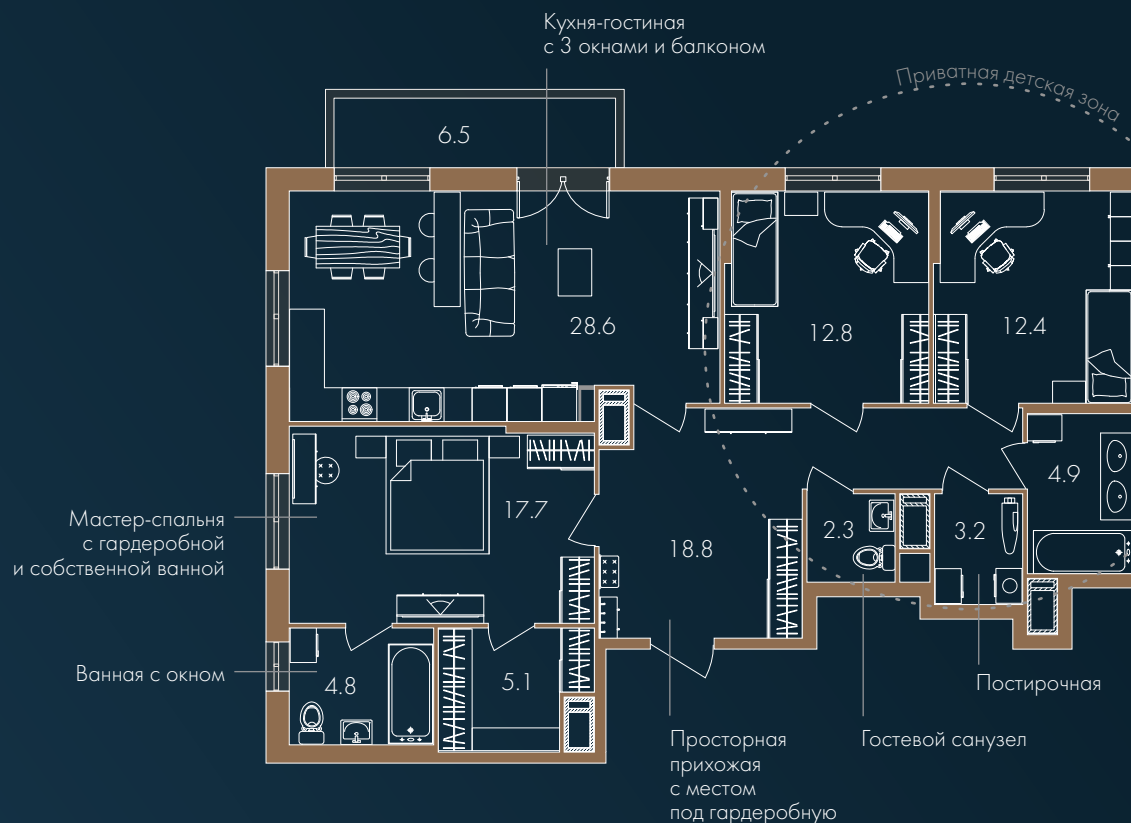 Кухня-гостиная
с 3 окнами и балконом
Приватная детская зона
6.5
28.6
12.8
12.4
4.9
17.7
2.3
3.2
18.8
Мастер-спальня
с гардеробной
и собственной ванной
Ванная с окном
4.8
5.1
Постирочная
Просторная
прихожая
с местом
под гардеробную
Гостевой санузел